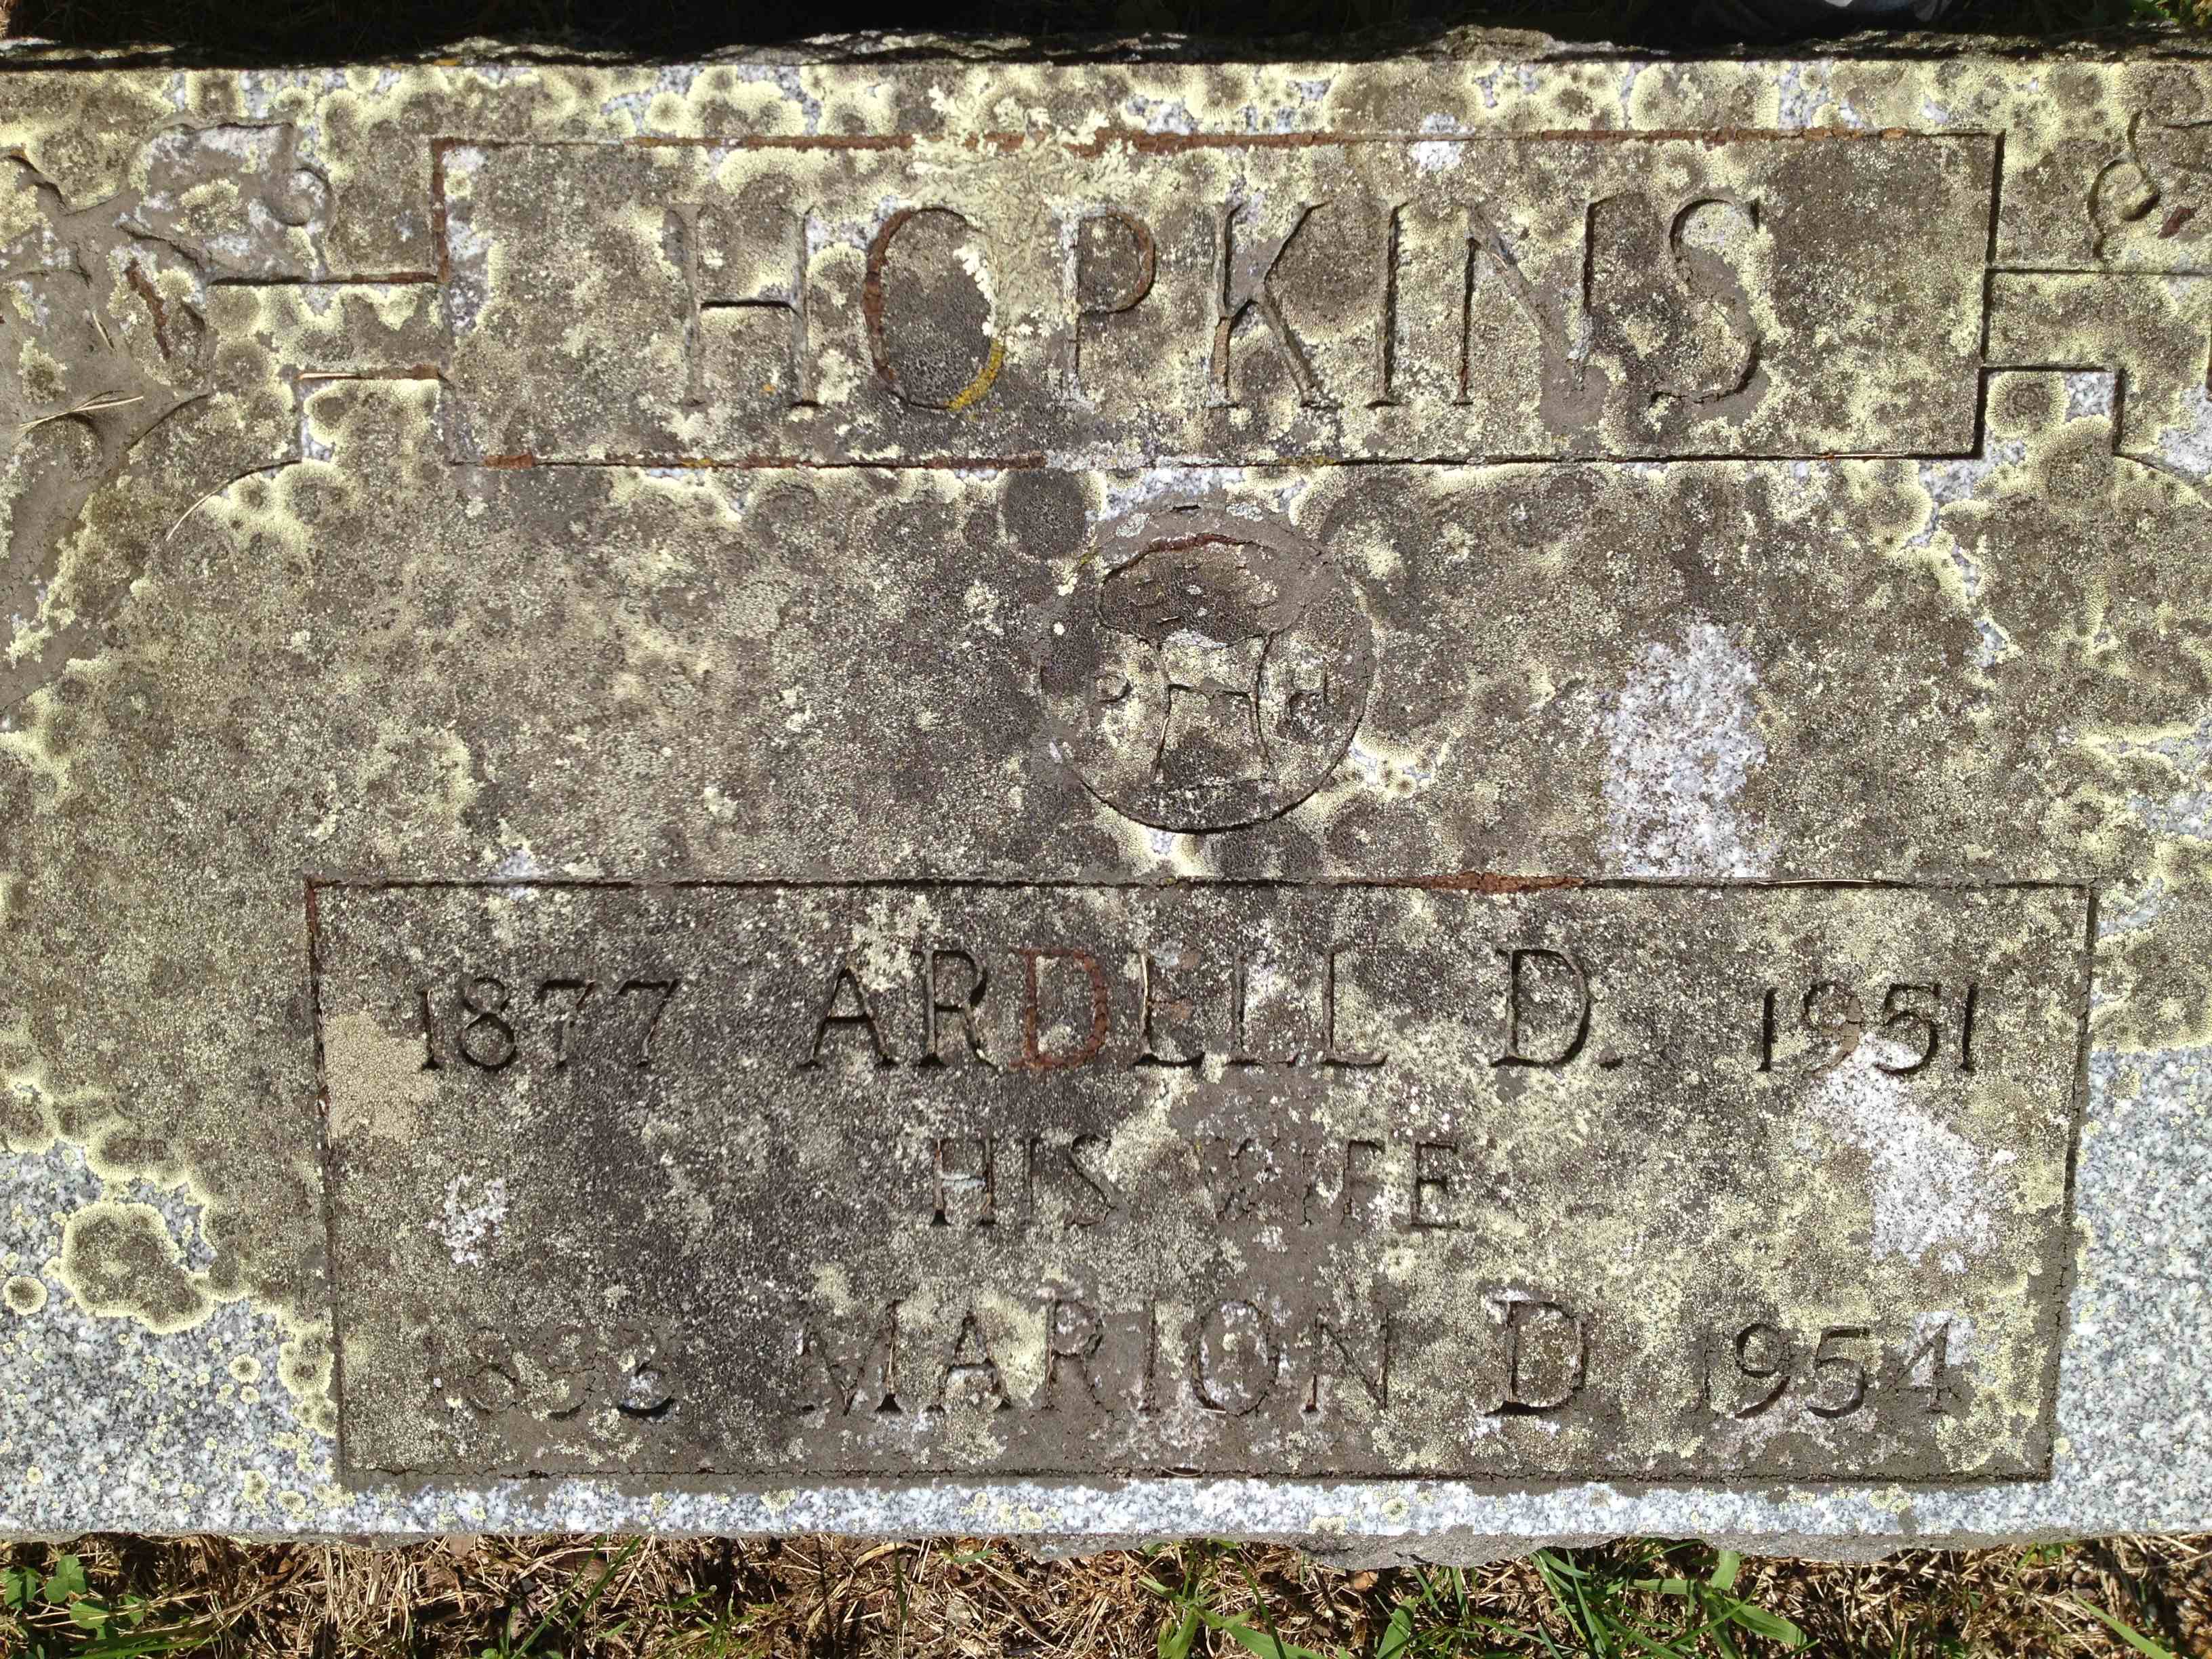 HOPKINS
P H
1877 ARDELL D. 1951
HIS WIFE
MARION D. 1954